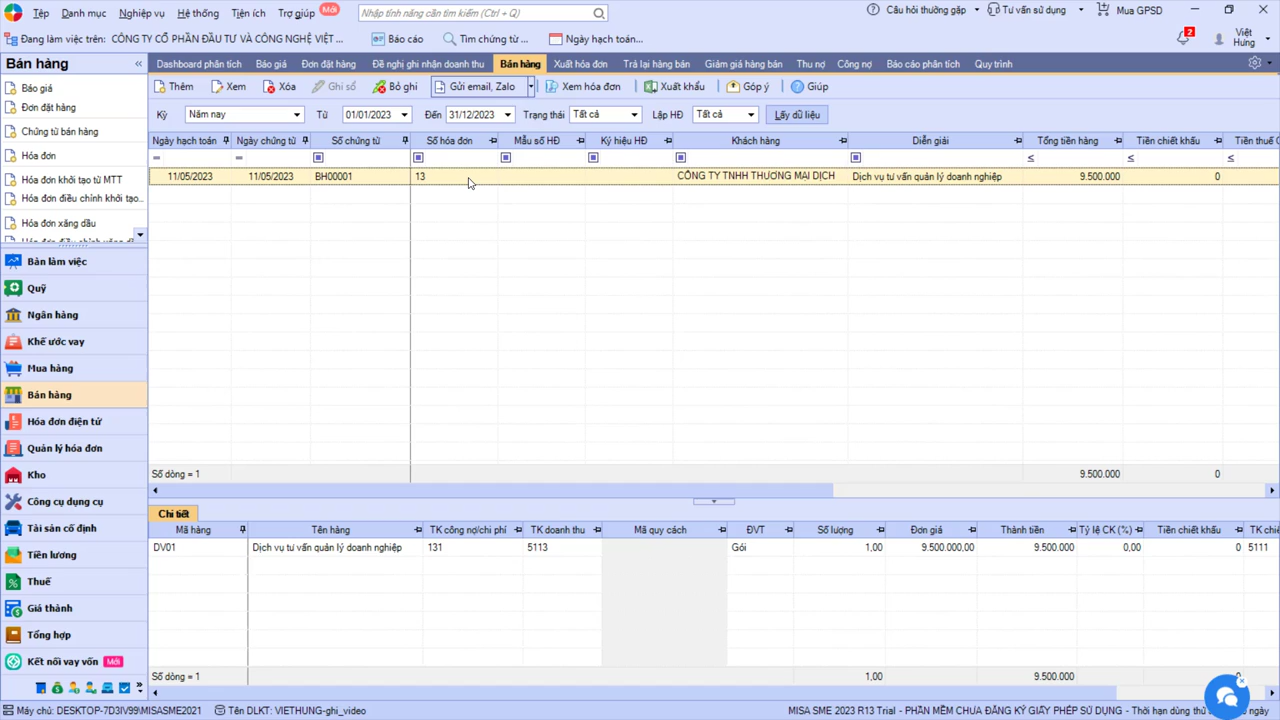 Tệp Danh mục Nghiệp vụ Hệ thống Tiện ích Trợ giúp Mới Nhập tính năng cần tìm kiếm (Ctrl + Q) Câu hỏi thường gặp Tư vấn sử dụng Mua GPSD
Đang làm việc trên: CÔNG TY CỔ PHẦN ĐẦU TƯ VÀ CÔNG NGHỆ VIỆT ... Báo cáo Tìm chứng từ ... Ngày hạch toán... 2 Việt Hưng
Bán hàng
Dashboard phân tích Báo giá Đơn đặt hàng Đề nghị ghi nhận doanh thu Bán hàng Xuất hóa đơn Trả lại hàng bán Giảm giá hàng bán Thu nợ Công nợ Báo cáo phân tích Quy trình
Thêm Xem Xóa Ghi sổ Bỏ ghi Gửi email, Zalo Xem hóa đơn Xuất khẩu Góp ý Giúp
Kỳ Năm nay Từ 01/01/2023 Đến 31/12/2023 Trạng thái Tất cả Lập HĐ Tất cả Lấy dữ liệu
Báo giá
Đơn đặt hàng
Chứng từ bán hàng
Hóa đơn
Hóa đơn khởi tạo từ MTT
Hóa đơn điều chỉnh khởi tạo...
Hóa đơn xăng dầu
Hóa đơn điều chỉnh xăng dầ...
Bàn làm việc
Quỹ
Ngân hàng
Khế ước vay
Mua hàng
Bán hàng
Hóa đơn điện tử
Quản lý hóa đơn
Kho
Công cụ dụng cụ
Tài sản cố định
Tiền lương
Thuế
Giá thành
Tổng hợp
Kết nối vay vốn Mới
Ngày hạch toán Ngày chứng từ Số chứng từ Số hóa đơn Mẫu số HĐ Ký hiệu HĐ Khách hàng Diễn giải Tổng tiền hàng Tiền chiết khấu Tiền thuế G
= = ≤ ≤ ≤
11/05/2023 11/05/2023 BH00001 13 CÔNG TY TNHH THƯƠNG MẠI DỊCH Dịch vụ tư vấn quản lý doanh nghiệp 9.500.000 0
Số dòng = 1 9.500.000 0
Chi tiết
Mã hàng Tên hàng TK công nợ/chi phí TK doanh thu Mã quy cách ĐVT Số lượng Đơn giá Thành tiền Tỷ lệ CK (%) Tiền chiết khấu TK chiế
DV01 Dịch vụ tư vấn quản lý doanh nghiệp 131 5113 Gói 1,00 9.500.000,00 9.500.000 0,00 0 5111
Số dòng = 1 1,00 9.500.000
Máy chủ: DESKTOP-7D3IV99\MISASME2021 Tên DLKT: VIETHUNG-ghi_video MISA SME 2023 R13 Trial - PHẦN MỀM CHƯA ĐĂNG KÝ GIẤY PHÉP SỬ DỤNG - Thời hạn dùng thử ngày